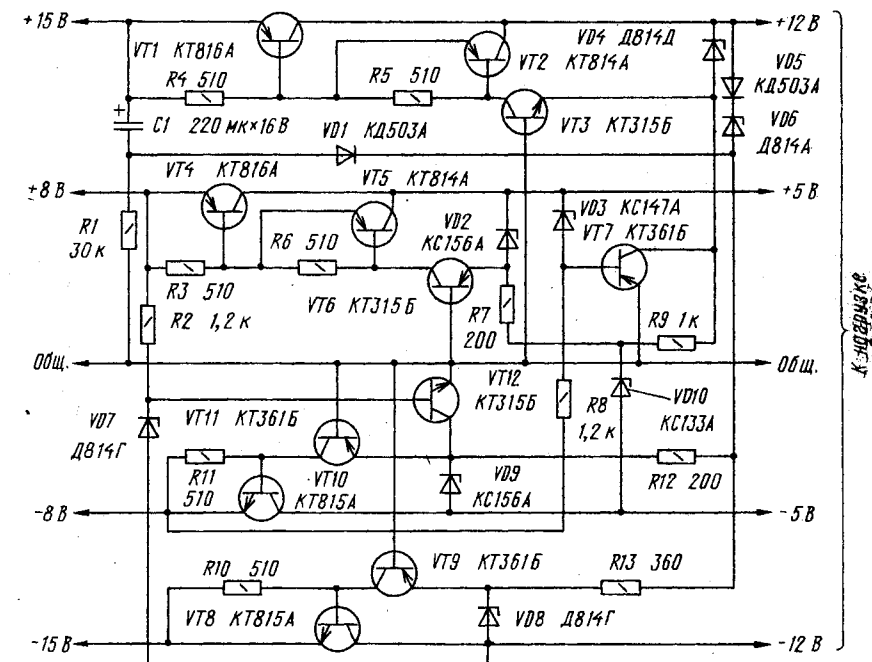 +15 В
+12 В
VT1 КТ816А
VD4 Д814Д
VD5
КД503А
R4 510
R5 510
VT2 КТ814А
+
C1 220 мк×16 В
VD1 КД503А
VT3 КТ315Б
VD6
Д814А
VT4 КТ816А
VT5 КТ814А
+8 В
+5 В
R1
30 к
VD2
КС156А
VD3 КС147А
VT7 КТ361Б
R6 510
R3 510
R2 1,2 к
VT6 КТ315Б
R7
200
R9 1 к
Общ.
Общ.
К нагрузке
VT12
КТ315Б
R8
1,2 к
VD10
КС133А
VD7
Д814Г
VT11 КТ361Б
R11
510
VT10
КТ815А
VD9
КС156А
R12 200
-8 В
-5 В
R10 510
VT9 КТ361Б
R13 360
VT8 КТ815А
VD8 Д814Г
-15 В
-12 В